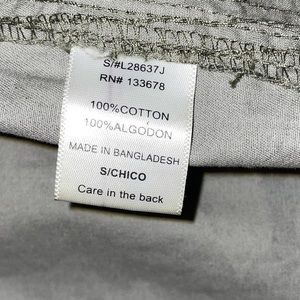 S/#L28637J
RN# 133678
100%COTTON
100%ALGODON
MADE IN BANGLADESH
S/CHICO
Care in the back